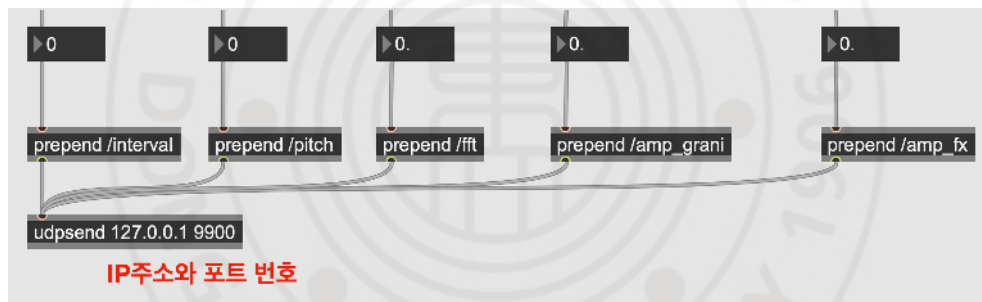 0
0
0.
0.
0.
prepend /interval
prepend /pitch
prepend /fft
prepend /amp_grani
prepend /amp_fx
udpsend 127.0.0.1 9900
IP주소와 포트 번호
1906